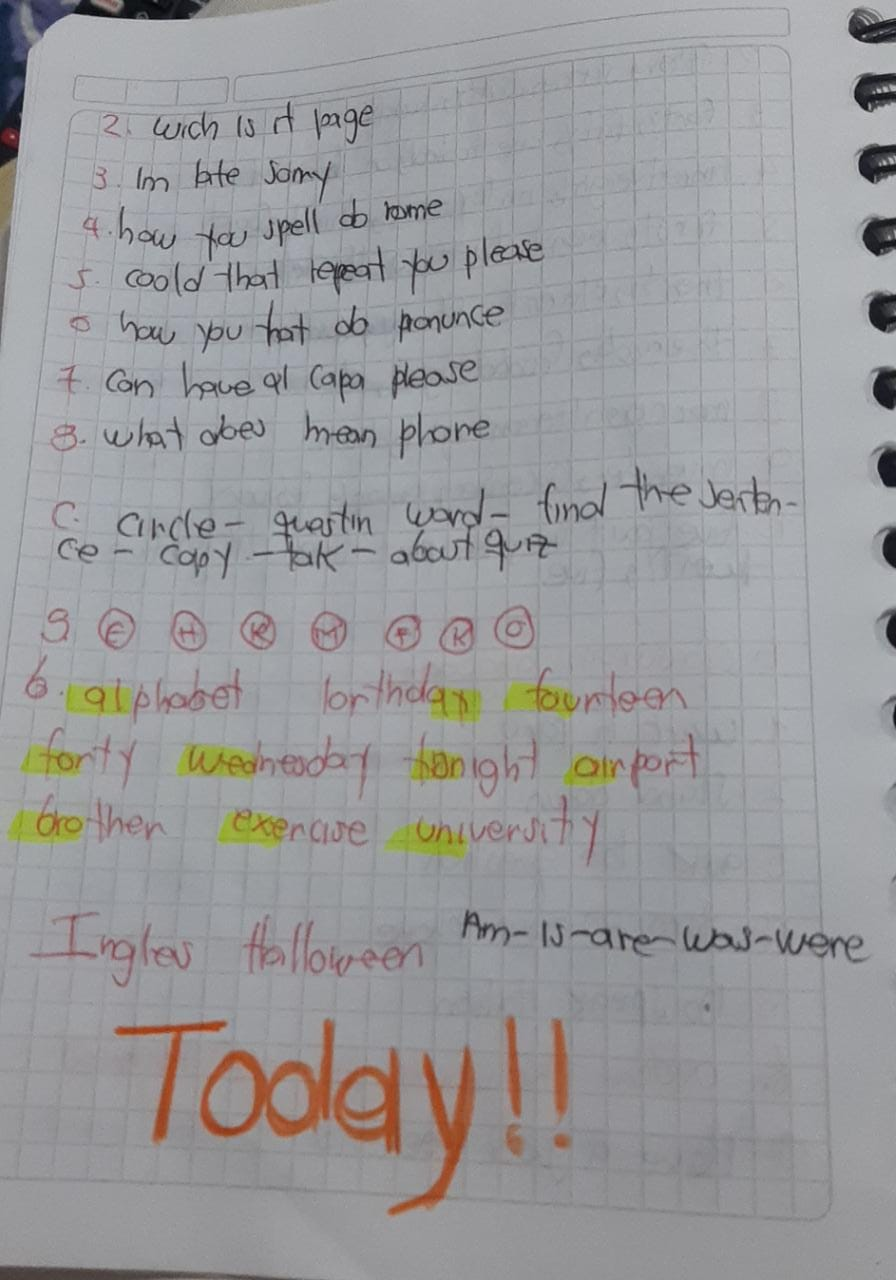 2. wich is it page
3. Im late sorry
4. how you spell do name
5. coold that repeat you please
6 how you that do pronunce
7. Can have al Capa please
8. what does mean phone
C. circle - questin word - find the senten-
ce - copy - talk - about quiz
5 E H R M F K O
6. alphabet birthday fourteen
forty wednesday tonight airport
brother exercise university
Ingles Halloween Am-Is-are-was-were
Today!!